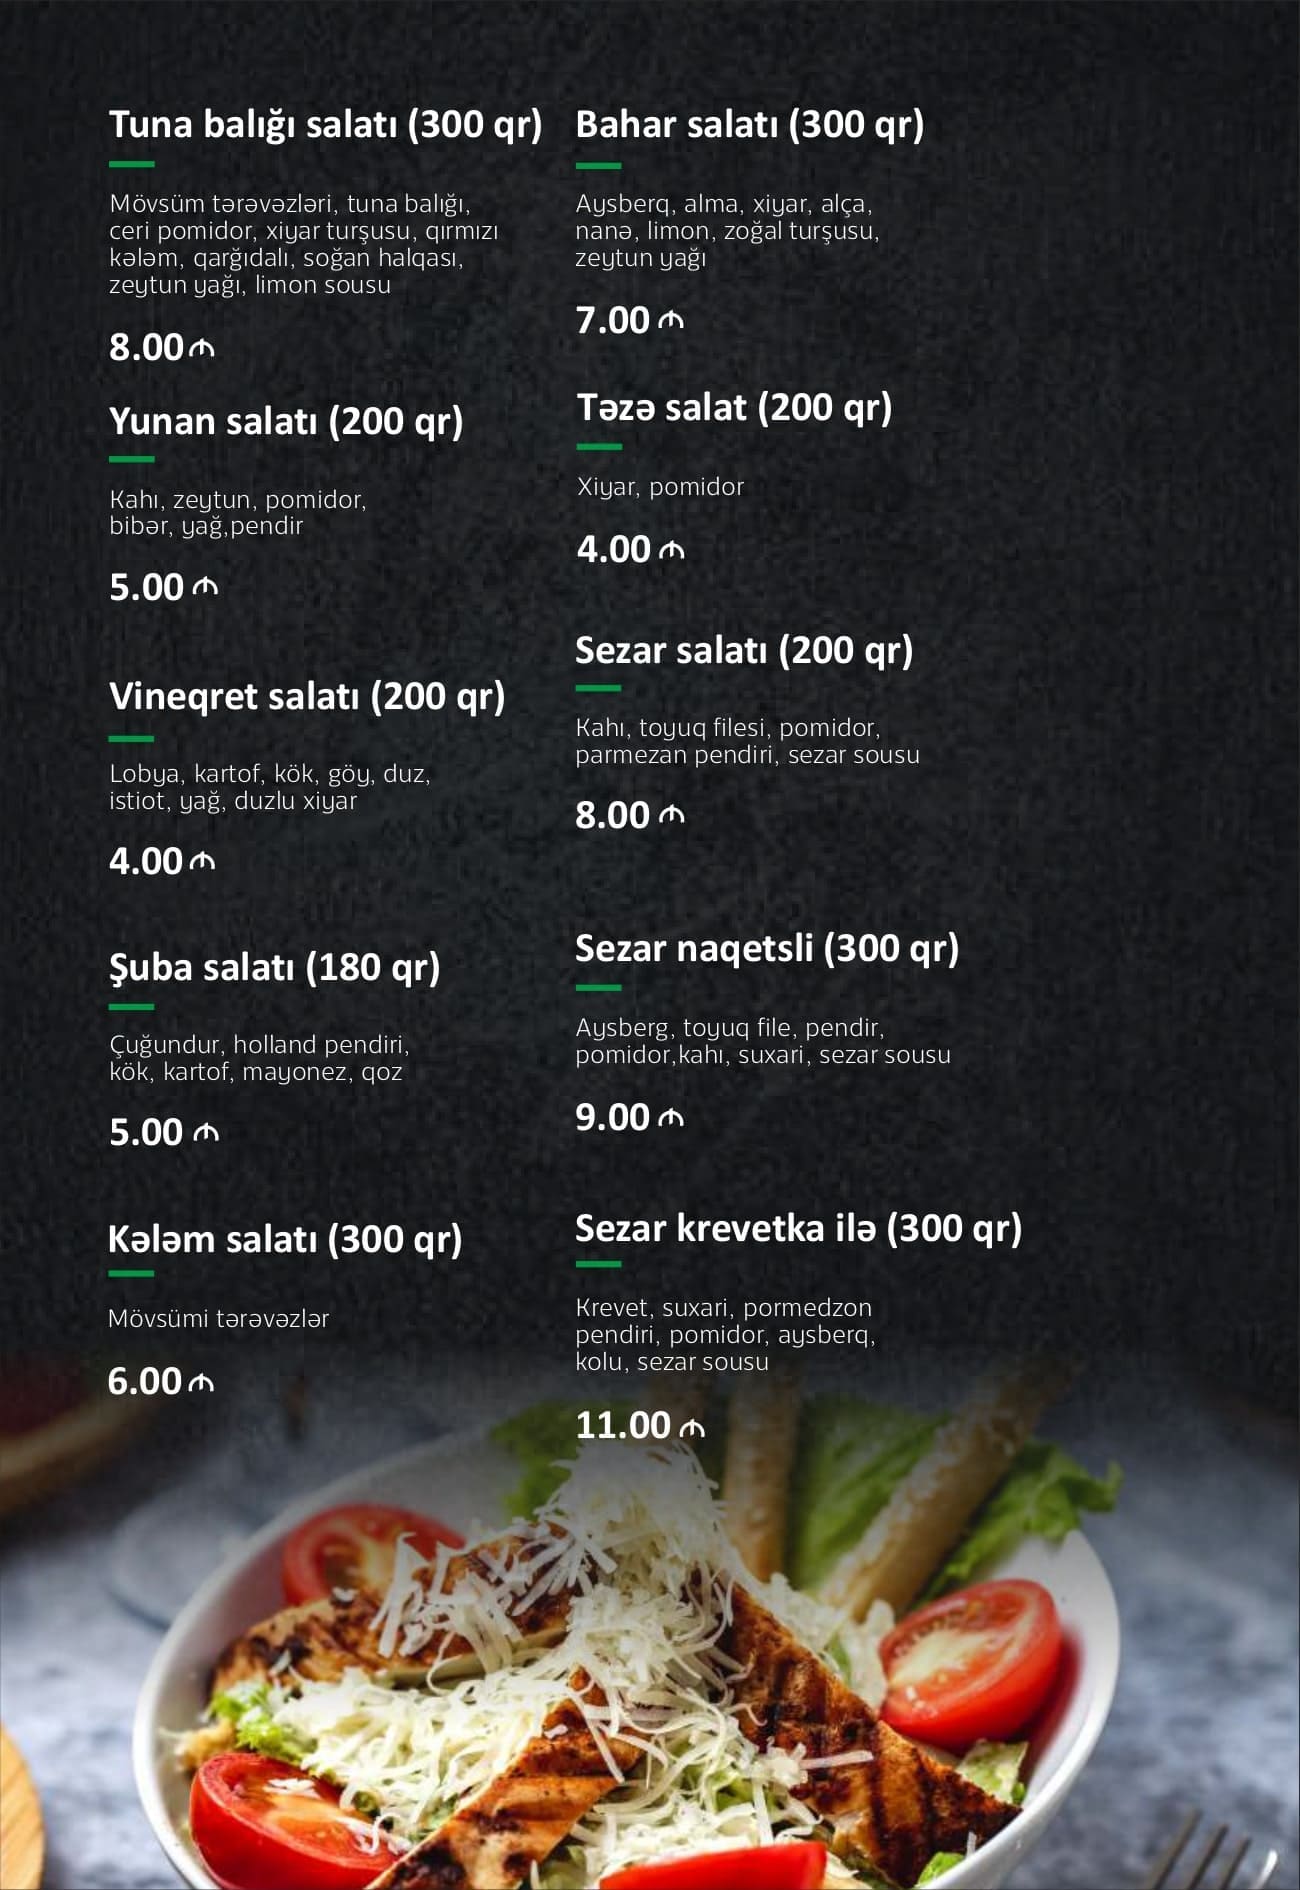 Tuna balığı salatı (300 qr)
Mövsüm tərəvəzləri, tuna balığı,
ceri pomidor, xiyar turşusu, qırmızı
kələm, qarğıdalı, soğan halqası,
zeytun yağı, limon sousu
8.00 ₼
Yunan salatı (200 qr)
Kahı, zeytun, pomidor,
bibər, yağ,pendir
5.00 ₼
Vineqret salatı (200 qr)
Lobya, kartof, kök, göy, duz,
istiot, yağ, duzlu xiyar
4.00 ₼
Şuba salatı (180 qr)
Çuğundur, holland pendiri,
kök, kartof, mayonez, qoz
5.00 ₼
Kələm salatı (300 qr)
Mövsümi tərəvəzlər
6.00 ₼
Bahar salatı (300 qr)
Aysberq, alma, xiyar, alça,
nanə, limon, zoğal turşusu,
zeytun yağı
7.00 ₼
Təzə salat (200 qr)
Xiyar, pomidor
4.00 ₼
Sezar salatı (200 qr)
Kahı, toyuq filesi, pomidor,
parmezan pendiri, sezar sousu
8.00 ₼
Sezar naqetsli (300 qr)
Aysberg, toyuq file, pendir,
pomidor,kahı, suxari, sezar sousu
9.00 ₼
Sezar krevetka ilə (300 qr)
Krevet, suxari, pormedzon
pendiri, pomidor, aysberq,
kolu, sezar sousu
11.00 ₼